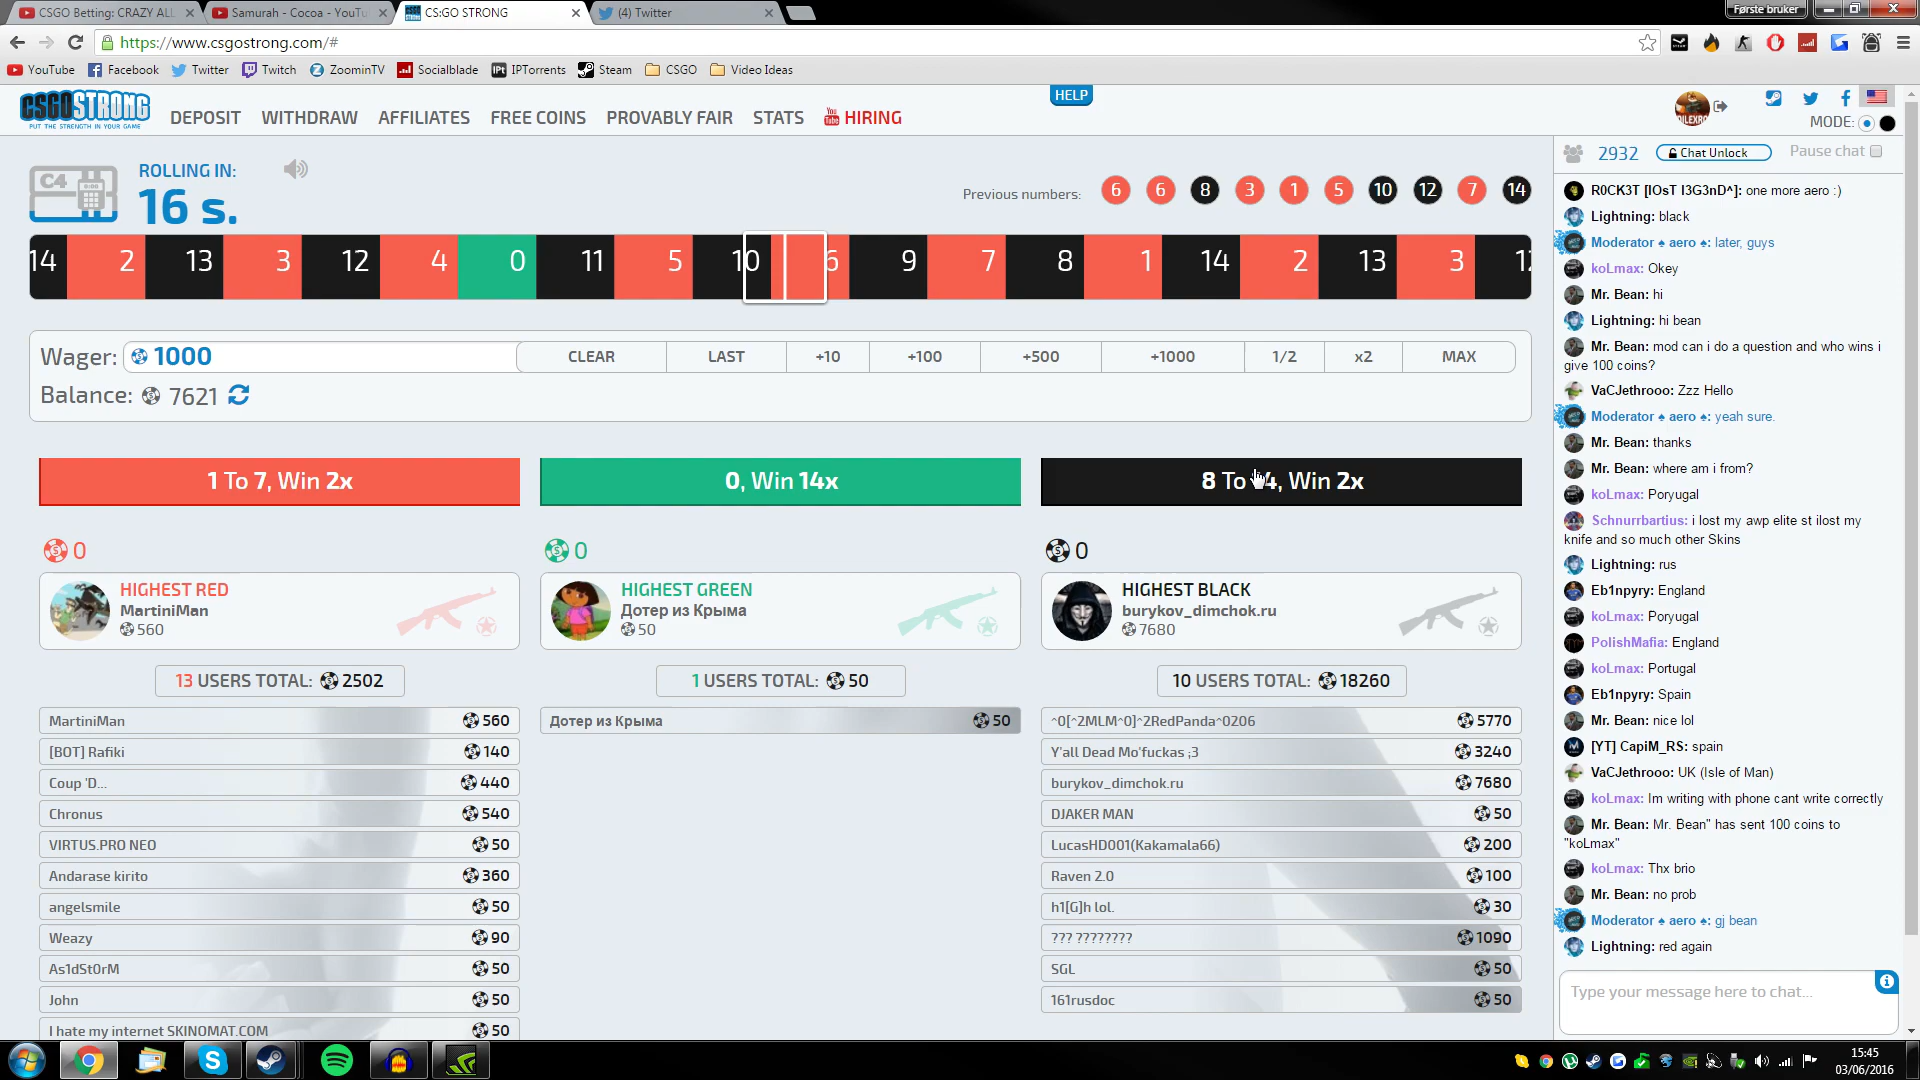 CSGO Betting: CRAZY ALL
Samurah - Cocoa - YouTu
CS:GO STRONG
(4) Twitter
Første bruker
https://www.csgostrong.com/#
YouTube Facebook Twitter Twitch ZoominTV Socialblade IPTorrents Steam CSGO Video Ideas
CSGOSTRONG
PUT THE STRENGTH IN YOUR GAME
DEPOSIT WITHDRAW AFFILIATES FREE COINS PROVABLY FAIR STATS HIRING
HELP
MODE:
C4
ROLLING IN:
16 s.
Previous numbers: 6 6 8 3 1 5 10 12 7 14
14 2 13 3 12 4 0 11 5 10 6 9 7 8 1 14 2 13 3 12
Wager: 1000 CLEAR LAST +10 +100 +500 +1000 1/2 x2 MAX
Balance: 7621
1 To 7, Win 2x
0
HIGHEST RED
MartiniMan
560
13 USERS TOTAL: 2502
MartiniMan 560
[BOT] Rafiki 140
Coup 'D... 440
Chronus 540
VIRTUS.PRO NEO 50
Andarase kirito 360
angelsmile 50
Weazy 90
As1dSt0rM 50
John 50
I hate my internet SKINOMAT.COM 50
0, Win 14x
0
HIGHEST GREEN
Дотер из Крыма
50
1 USERS TOTAL: 50
Дотер из Крыма 50
8 To 14, Win 2x
0
HIGHEST BLACK
burykov_dimchok.ru
7680
10 USERS TOTAL: 18260
^0[^2MLM^0]^2RedPanda^0206 5770
Y'all Dead Mo'fuckas ;3 3240
burykov_dimchok.ru 7680
DJAKER MAN 50
LucasHD001(Kakamala66) 200
Raven 2.0 100
h1[G]h lol. 30
??? ???????? 1090
SGL 50
161rusdoc 50
2932 Chat Unlock Pause chat
R0CK3T [lOsT l3G3nD^]: one more aero :)
Lightning: black
Moderator ♠ aero ♠: later, guys
koLmax: Okey
Mr. Bean: hi
Lightning: hi bean
Mr. Bean: mod can i do a question and who wins i
give 100 coins?
VaCJethrooo: Zzz Hello
Moderator ♠ aero ♠: yeah sure.
Mr. Bean: thanks
Mr. Bean: where am i from?
koLmax: Poryugal
Schnurrbartius: i lost my awp elite st ilost my
knife and so much other Skins
Lightning: rus
Eb1npyry: England
koLmax: Poryugal
PolishMafia: England
koLmax: Portugal
Eb1npyry: Spain
Mr. Bean: nice lol
[YT] CapiM_RS: spain
VaCJethrooo: UK (Isle of Man)
koLmax: Im writing with phone cant write correctly
Mr. Bean: Mr. Bean" has sent 100 coins to
"koLmax"
koLmax: Thx brio
Mr. Bean: no prob
Moderator ♠ aero ♠: gj bean
Lightning: red again
Type your message here to chat...
15:45
03/06/2016